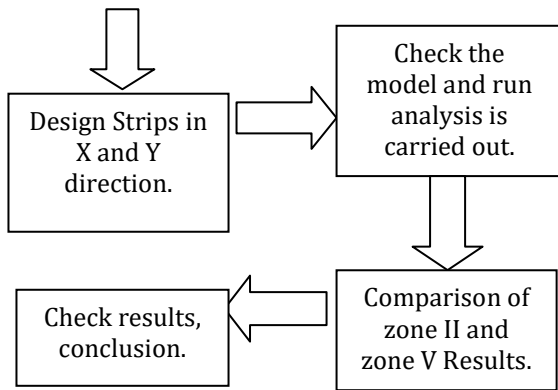 Design Strips in
X and Y
direction.
Check the
model and run
analysis is
carried out.
Comparison of
zone II and
zone V Results.
Check results,
conclusion.